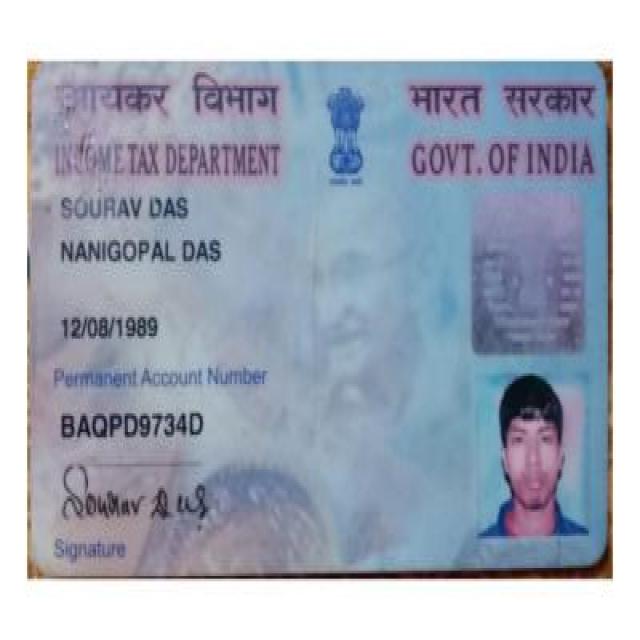 आयकर विभाग
भारत सरकार
INCOME TAX DEPARTMENT
GOVT. OF INDIA
SOURAV DAS
NANIGOPAL DAS
12/08/1989
Permanent Account Number
BAQPD9734D
Sourav Das
Signature